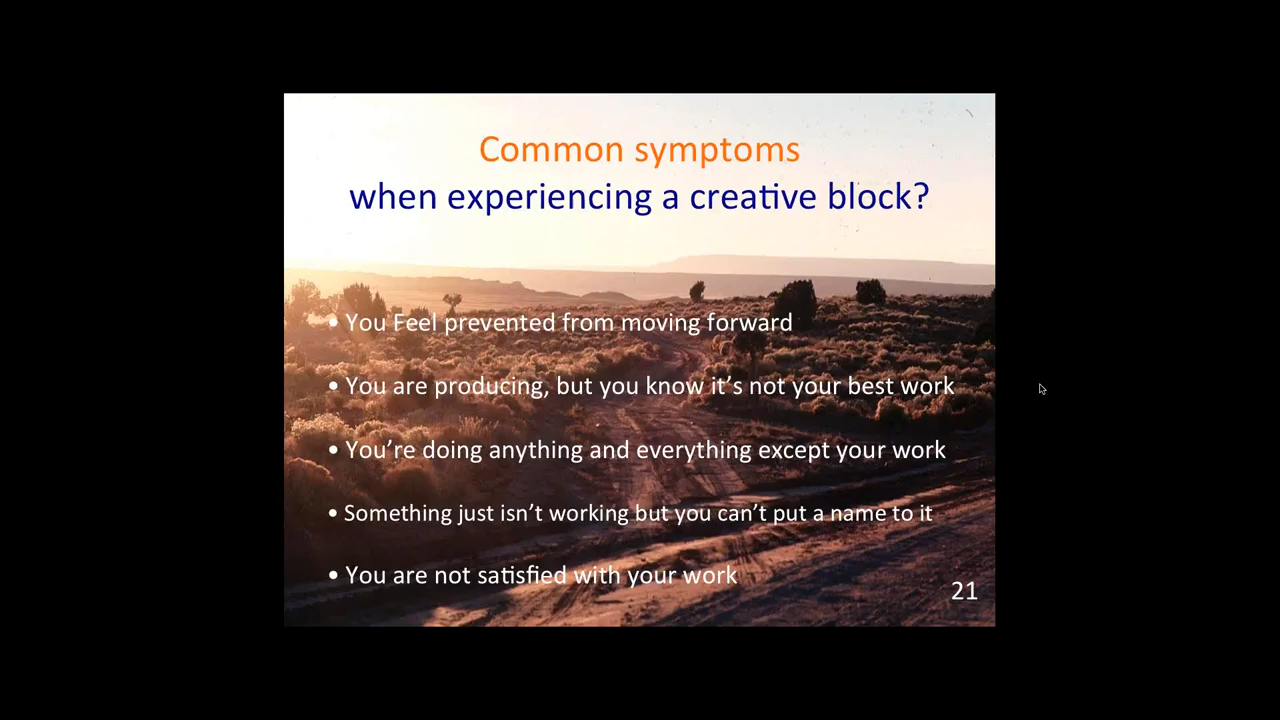 Common symptoms
when experiencing a creative block?
• You Feel prevented from moving forward
• You are producing, but you know it’s not your best work
• You’re doing anything and everything except your work
• Something just isn’t working but you can’t put a name to it
• You are not satisfied with your work
21